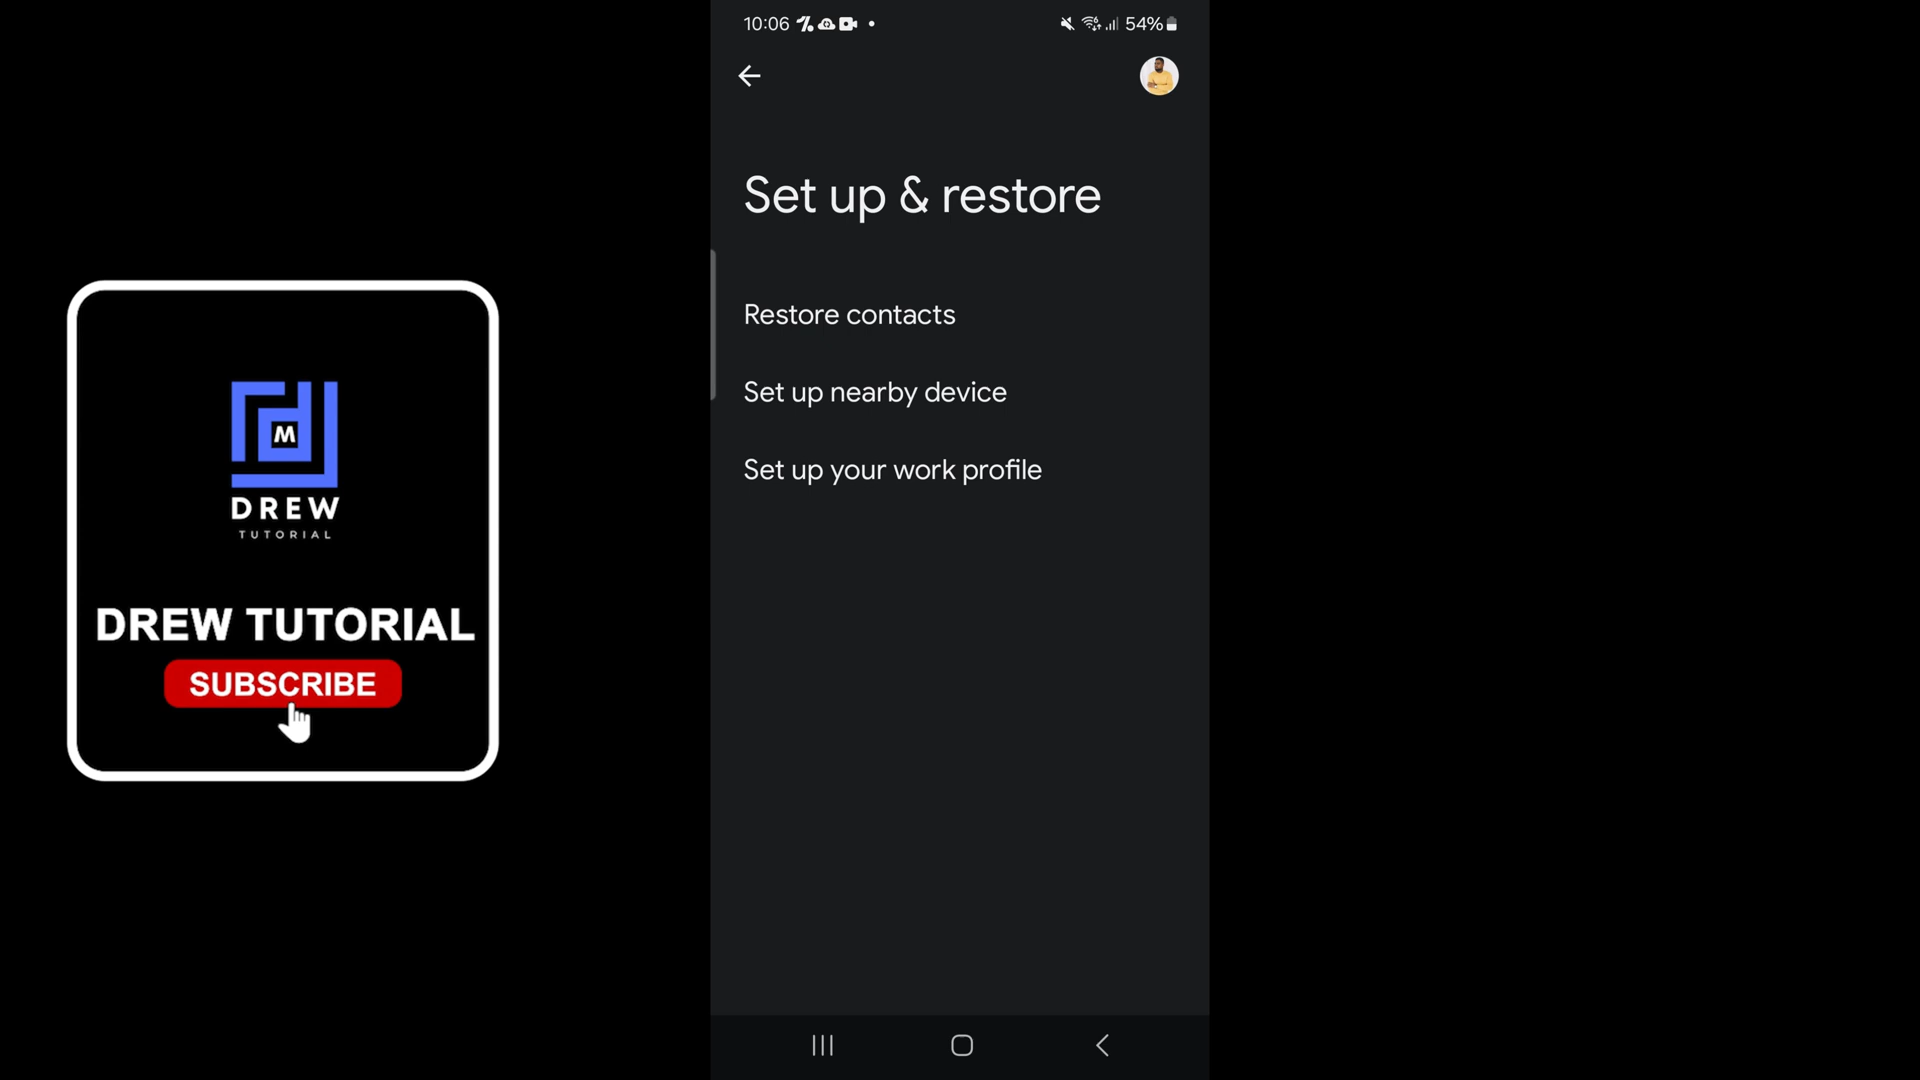 10:06
54%
Set up & restore
Restore contacts
Set up nearby device
Set up your work profile
M
DREW
TUTORIAL
DREW TUTORIAL
SUBSCRIBE